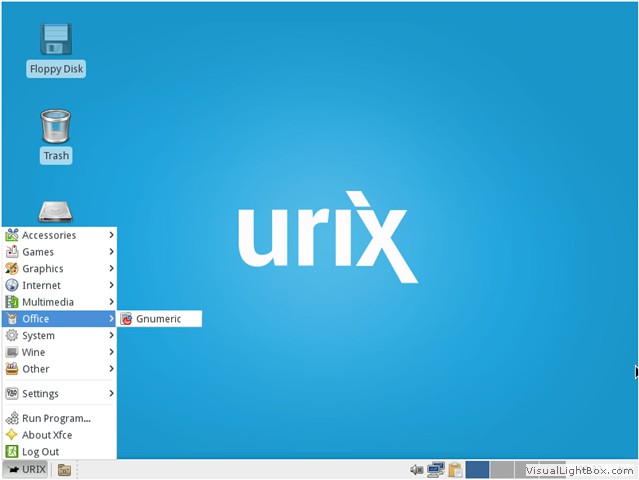 Floppy Disk
Trash
urix
Accessories
Games
Graphics
Internet
Multimedia
Office
Gnumeric
System
Wine
Other
Settings
Run Program...
About Xfce
Log Out
URIX
VisualLightBox.com